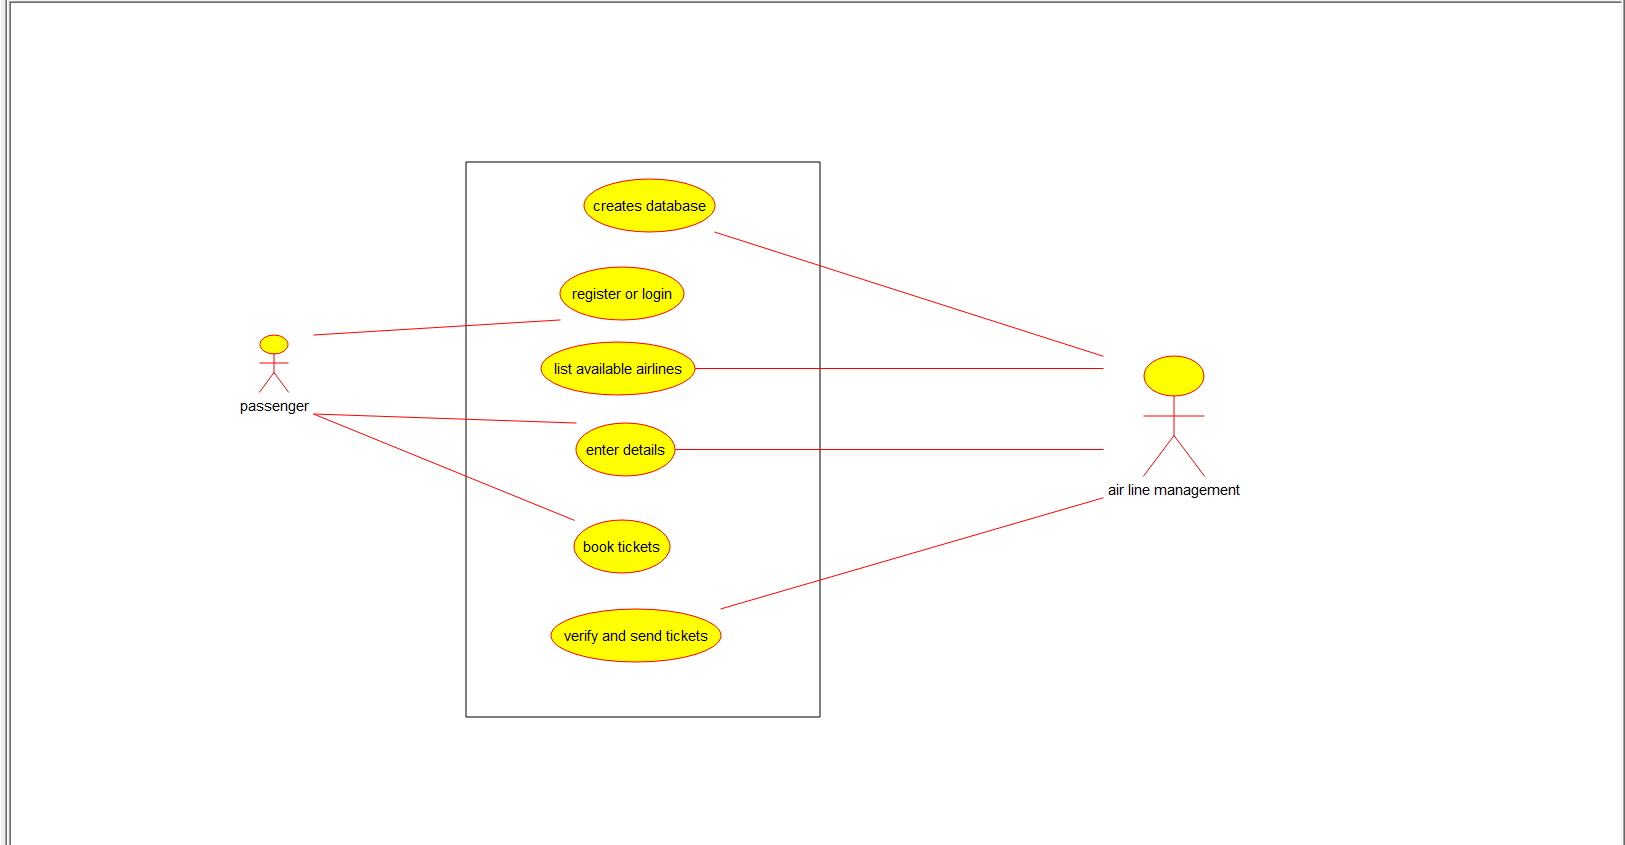 creates database
register or login
list available airlines
passenger
enter details
air line management
book tickets
verify and send tickets